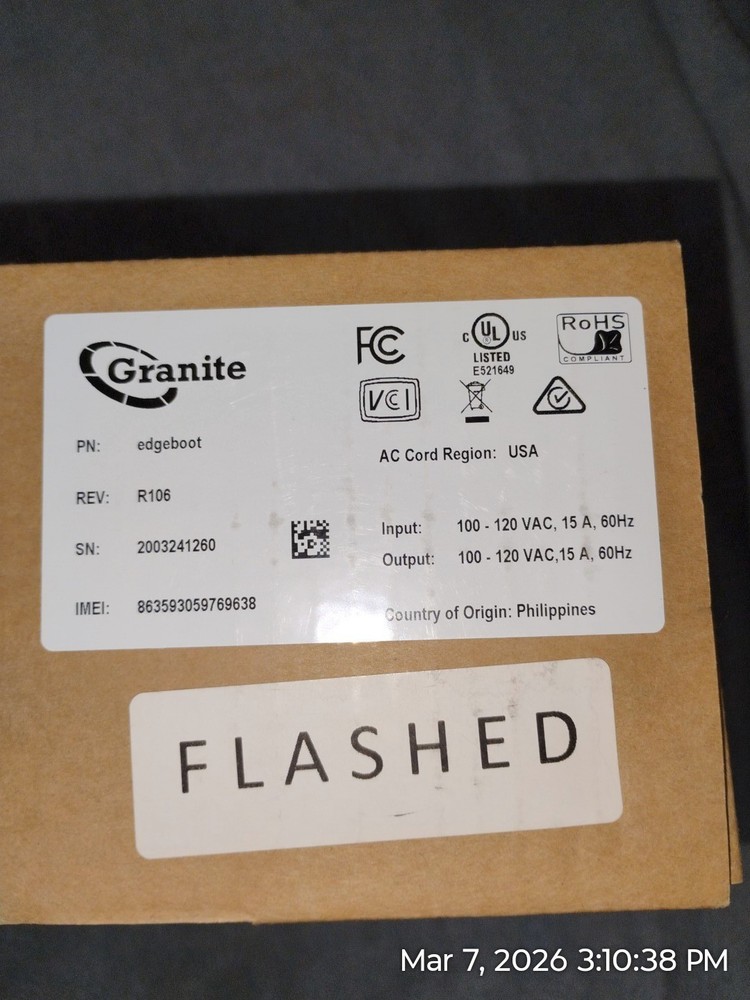 Granite
FC
C UL US
LISTED
E521649
RoHS
COMPLIANT
VCI
PN: edgeboot
AC Cord Region: USA
REV: R106
Input: 100 - 120 VAC, 15 A, 60Hz
SN: 2003241260
Output: 100 - 120 VAC,15 A, 60Hz
IMEI: 863593059769638
Country of Origin: Philippines
FLASHED
Mar 7, 2026 3:10:38 PM